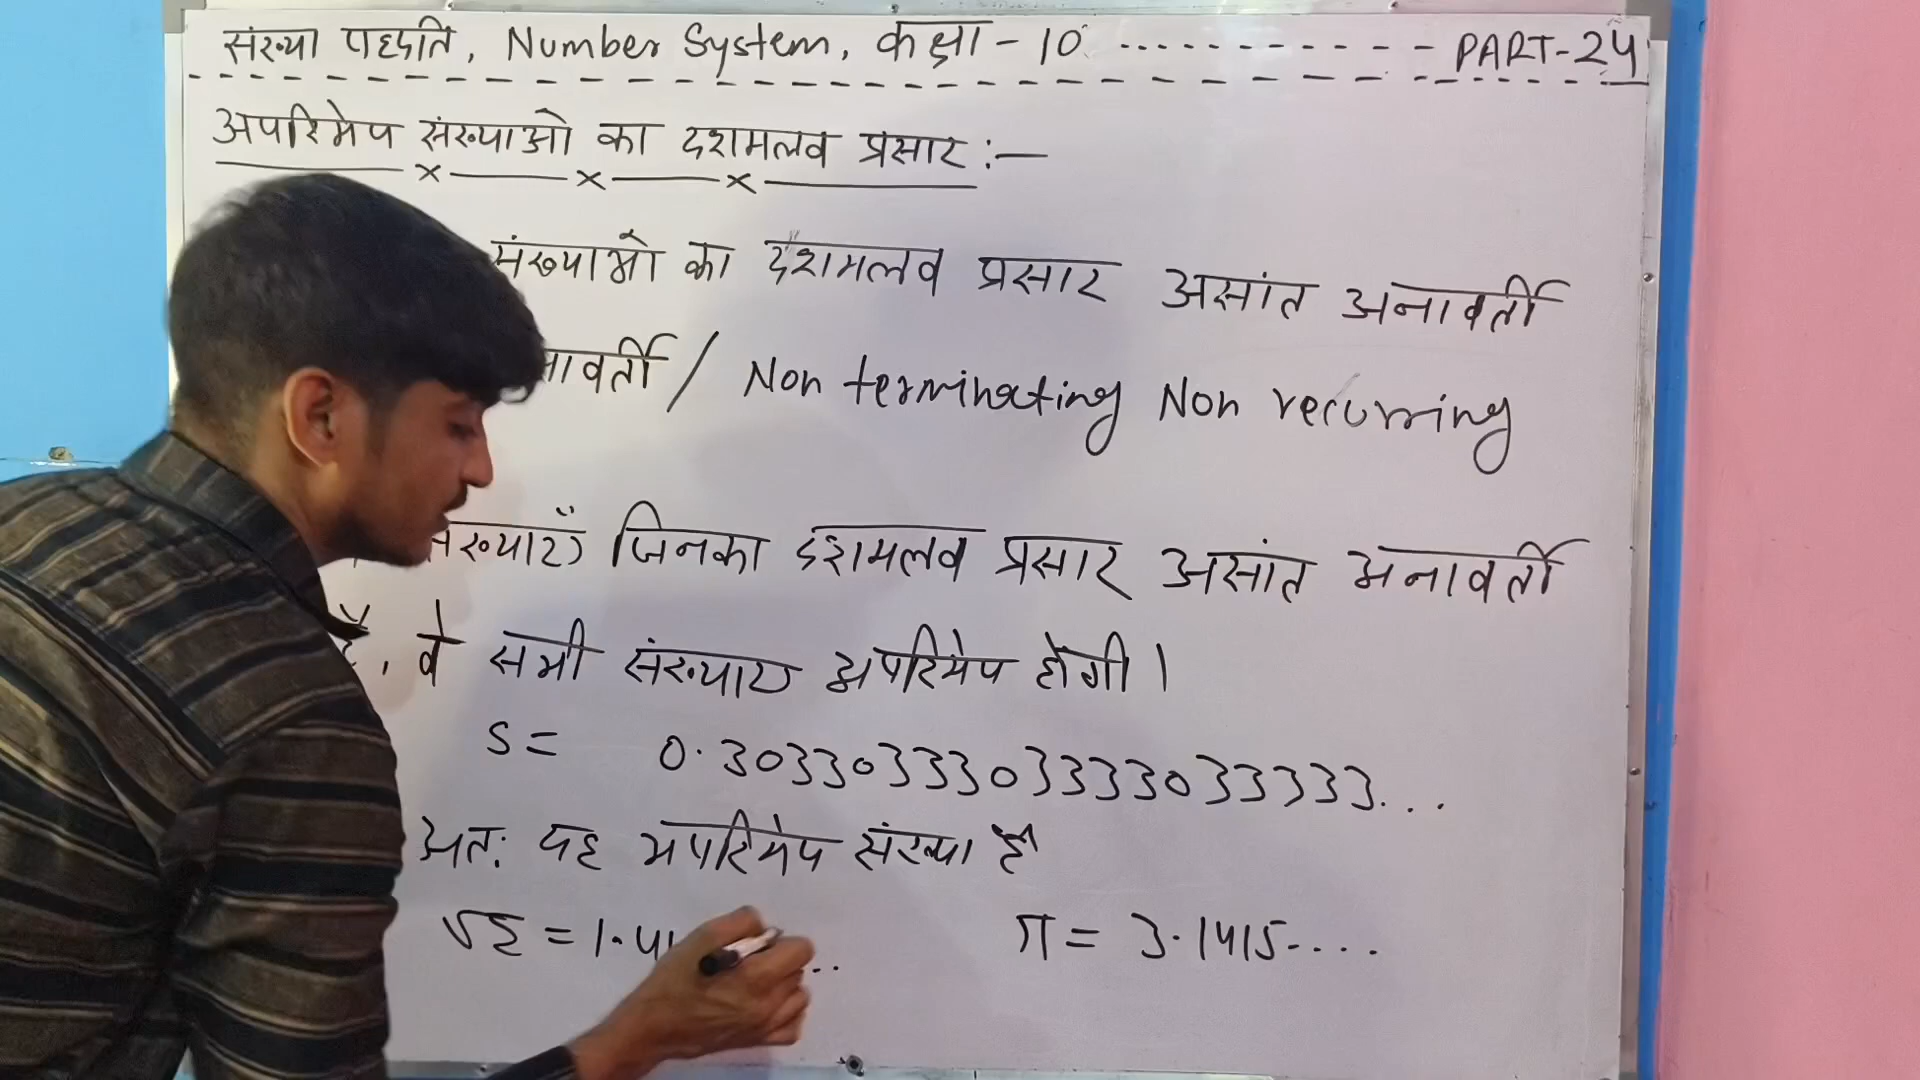 संख्या पद्धति, Number System, कक्षा - 10 ............ PART-24
अपरिमेय संख्याओ का दशमलव प्रसार :—
संख्याओ का दशमलव प्रसार असांत अनावर्ती
नावर्ती / Non terminating Non recurring
संख्याएँ जिनका दशमलव प्रसार असांत अनावर्ती
है, वे सभी संख्याए अपरिमेय होगी।
S = 0.3033033303333033333...
अतः यह अपरिमेय संख्या है
√2 = 1.41 ..
π = 3.1415....